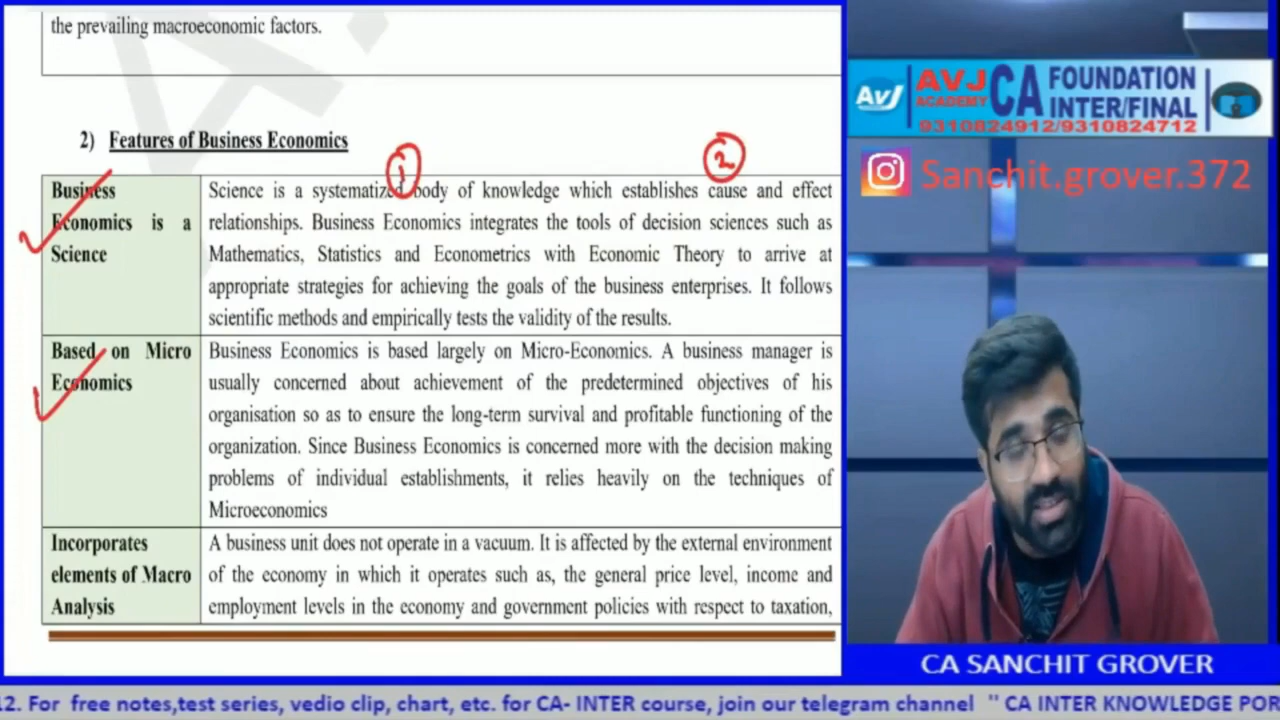 the prevailing macroeconomic factors.
2) Features of Business Economics
1
2
Business Economics is a Science
Science is a systematized body of knowledge which establishes cause and effect
relationships. Business Economics integrates the tools of decision sciences such as
Mathematics, Statistics and Econometrics with Economic Theory to arrive at
appropriate strategies for achieving the goals of the business enterprises. It follows
scientific methods and empirically tests the validity of the results.
Based on Micro Economics
Business Economics is based largely on Micro-Economics. A business manager is
usually concerned about achievement of the predetermined objectives of his
organisation so as to ensure the long-term survival and profitable functioning of the
organization. Since Business Economics is concerned more with the decision making
problems of individual establishments, it relies heavily on the techniques of
Microeconomics
Incorporates elements of Macro Analysis
A business unit does not operate in a vacuum. It is affected by the external environment
of the economy in which it operates such as, the general price level, income and
employment levels in the economy and government policies with respect to taxation,
AVJ
AVJ ACADEMY
CA
FOUNDATION
INTER/FINAL
9310824912/9310824712
Sanchit.grover.372
CA SANCHIT GROVER
12. For free notes,test series, vedio clip, chart, etc. for CA- INTER course, join our telegram channel " CA INTER KNOWLEDGE POR